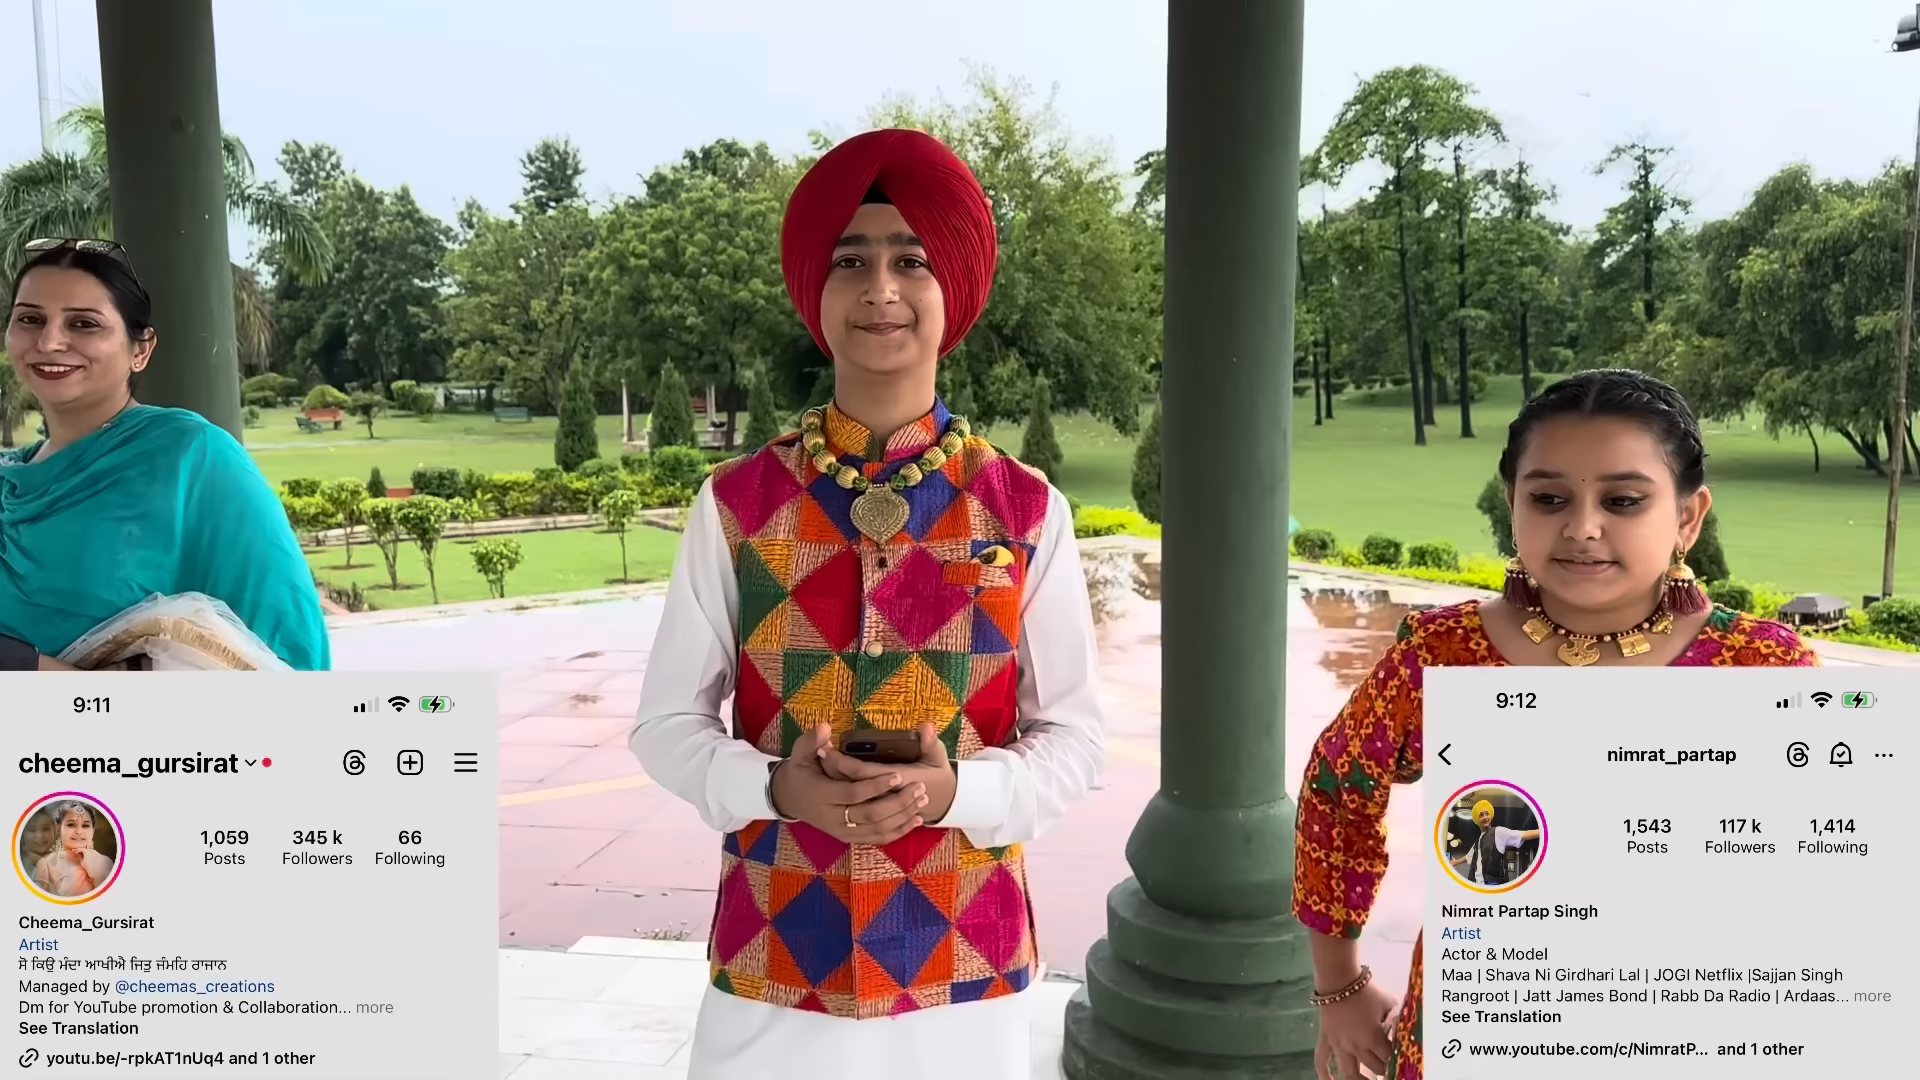 9:11
cheema_gursirat
1,059 345 k 66
Posts Followers Following
Cheema_Gursirat
Artist
ਸੋ ਕਿਉ ਮੰਦਾ ਆਖੀਐ ਜਿਤੁ ਜੰਮਹਿ ਰਾਜਾਨ
Managed by @cheemas_creations
Dm for YouTube promotion & Collaboration... more
See Translation
youtu.be/-rpkAT1nUq4 and 1 other
9:12
nimrat_partap
1,543 117 k 1,414
Posts Followers Following
Nimrat Partap Singh
Artist
Actor & Model
Maa | Shava Ni Girdhari Lal | JOGI Netflix |Sajjan Singh
Rangroot | Jatt James Bond | Rabb Da Radio | Ardaas... more
See Translation
www.youtube.com/c/NimratP... and 1 other